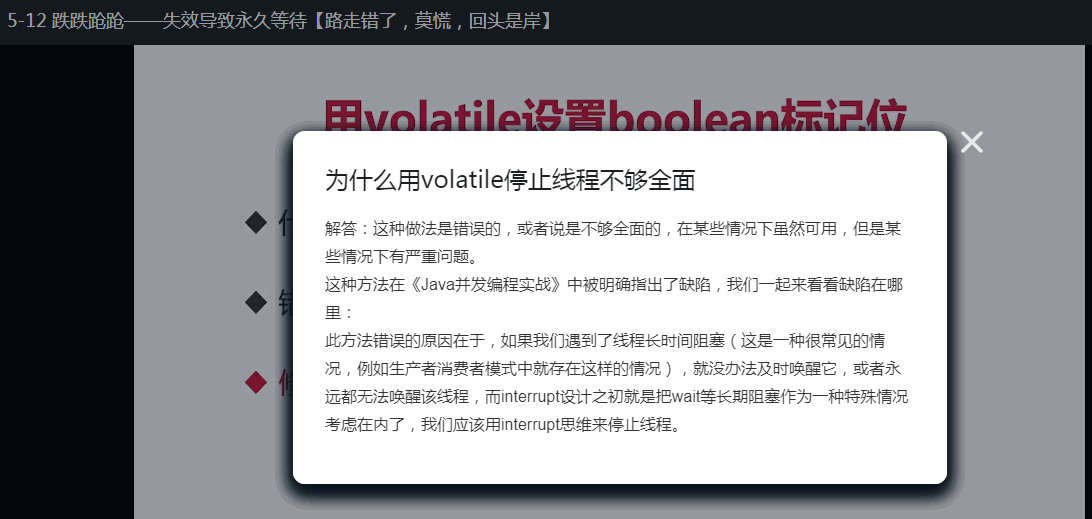 5-12 跌跌跄跄——失效导致永久等待【路走错了，莫慌，回头是岸】
用volatile设置boolean标记位
为什么用volatile停止线程不够全面
解答：这种做法是错误的，或者说是不够全面的，在某些情况下虽然可用，但是某
些情况下有严重问题。
这种方法在《Java并发编程实战》中被明确指出了缺陷，我们一起来看看缺陷在哪
里：
此方法错误的原因在于，如果我们遇到了线程长时间阻塞（这是一种很常见的情
况，例如生产者消费者模式中就存在这样的情况），就没办法及时唤醒它，或者永
远都无法唤醒该线程，而interrupt设计之初就是把wait等长期阻塞作为一种特殊情况
考虑在内了，我们应该用interrupt思维来停止线程。